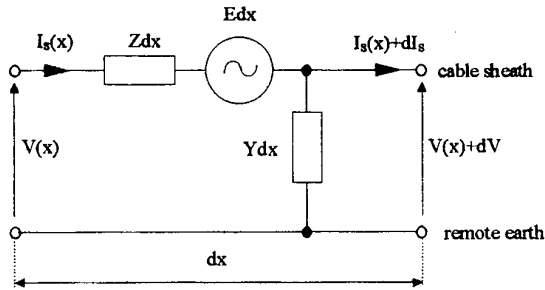 Edx
Iₛ(x) Zdx Iₛ(x)+dIₛ
cable sheath
V(x) Ydx V(x)+dV
remote earth
dx